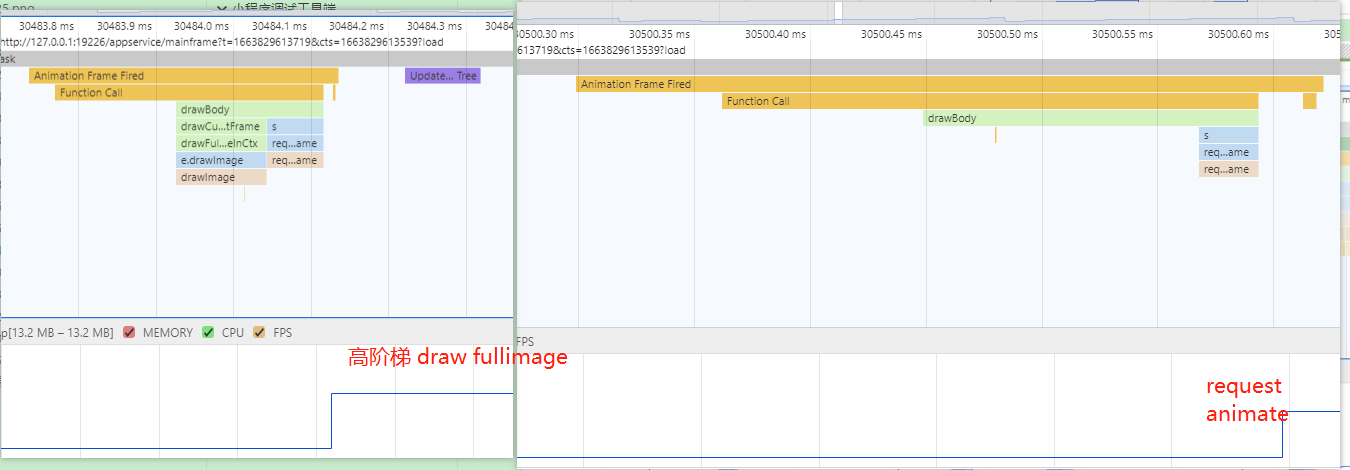 5.png
小程序调试工具端
30483.8 ms 30483.9 ms 30484.0 ms 30484.1 ms 30484.2 ms 30484.3 ms 30484.
http://127.0.0.1:19226/appservice/mainframe?t=1663829613719&cts=1663829613539?load
ask
Animation Frame Fired Update... Tree
Function Call
drawBody
drawCu...tFrame s
drawFul...eInCtx req...ame
e.drawImage req...ame
drawImage
p[13.2 MB – 13.2 MB] MEMORY CPU FPS
高阶梯 draw fullimage
30500.30 ms 30500.35 ms 30500.40 ms 30500.45 ms 30500.50 ms 30500.55 ms 30500.60 ms 305
613719&cts=1663829613539?load
Animation Frame Fired
Function Call
drawBody
s
req...ame
req...ame
FPS
request
animate